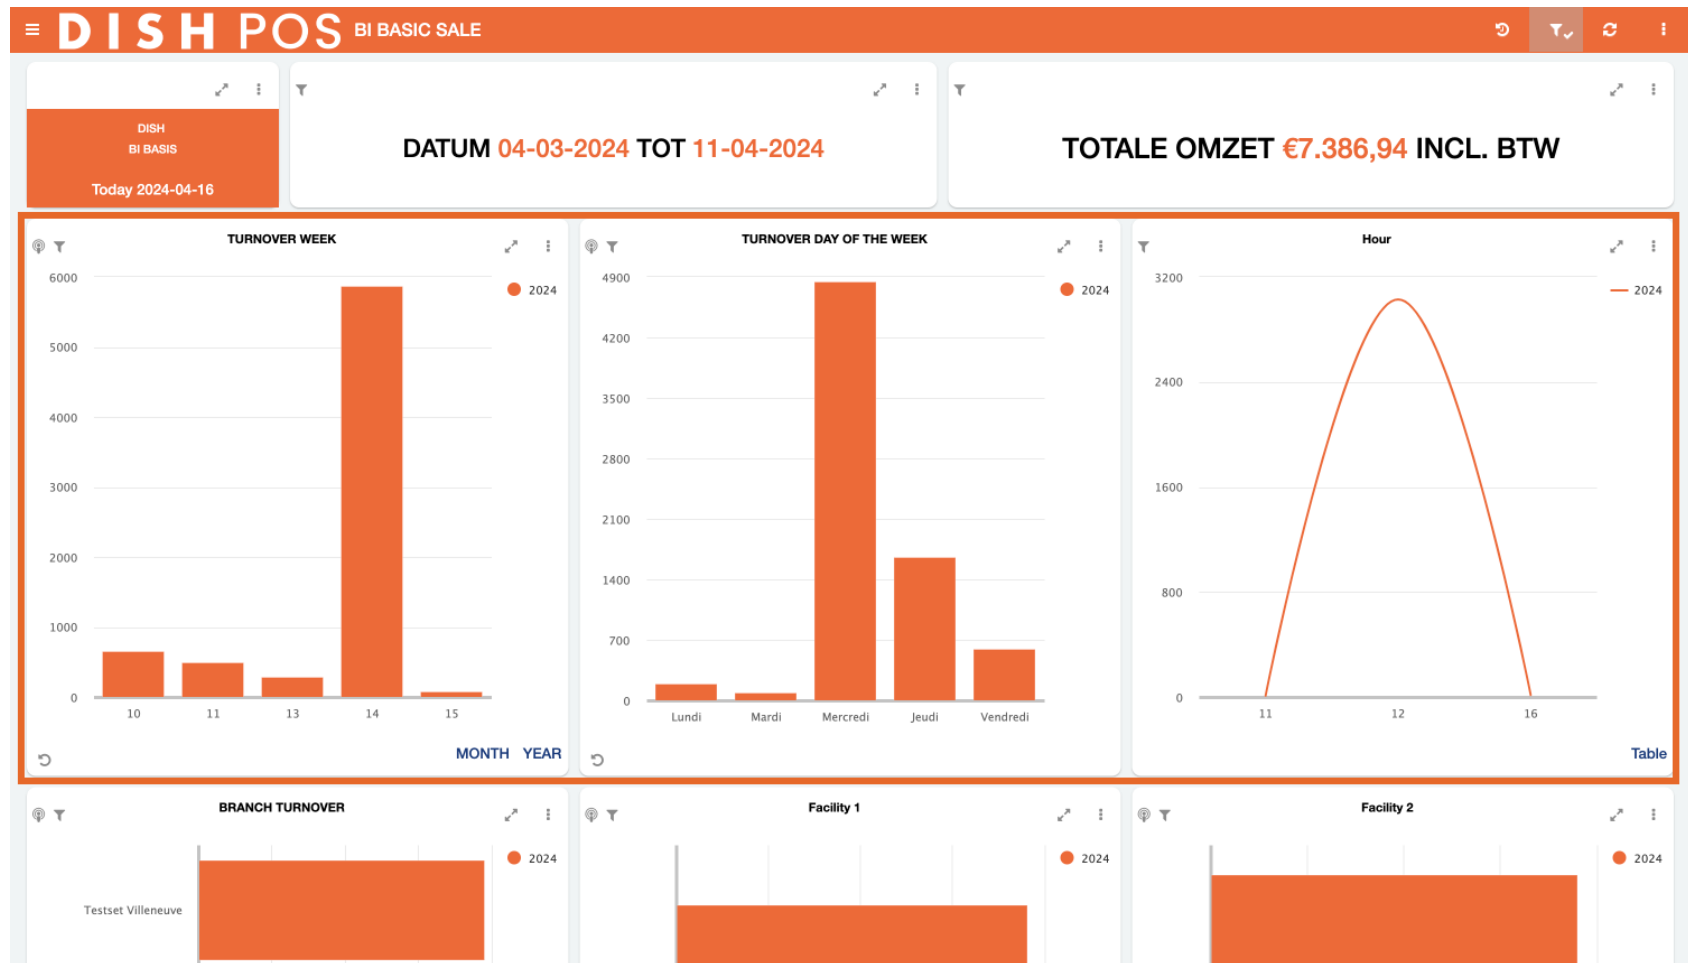 DISH POS BI BASIC SALE
DISH
BI BASIS
Today 2024-04-16
DATUM 04-03-2024 TOT 11-04-2024
TOTALE OMZET €7.386,94 INCL. BTW
TURNOVER WEEK
2024
6000
5000
4000
3000
2000
1000
0
10 11 13 14 15
MONTH YEAR
TURNOVER DAY OF THE WEEK
2024
4900
4200
3500
2800
2100
1400
700
0
Lundi Mardi Mercredi Jeudi Vendredi
Hour
2024
3200
2400
1600
800
0
11 12 16
Table
BRANCH TURNOVER
2024
Testset Villeneuve
Facility 1
2024
Facility 2
2024